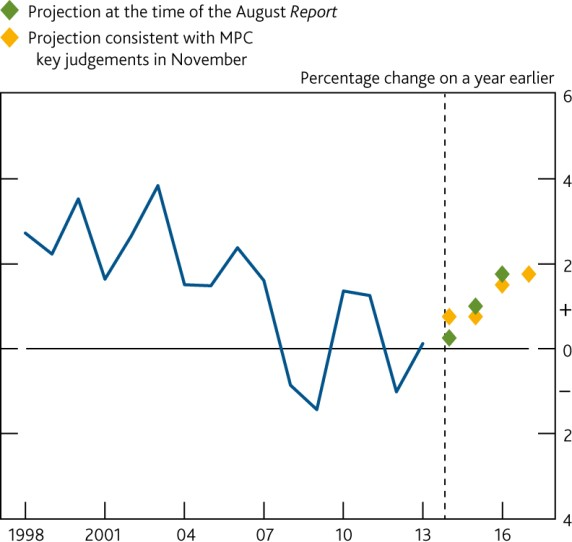 Projection at the time of the August Report
Projection consistent with MPC
key judgements in November
Percentage change on a year earlier
6
4
2
+
0
–
2
4
1998 2001 04 07 10 13 16